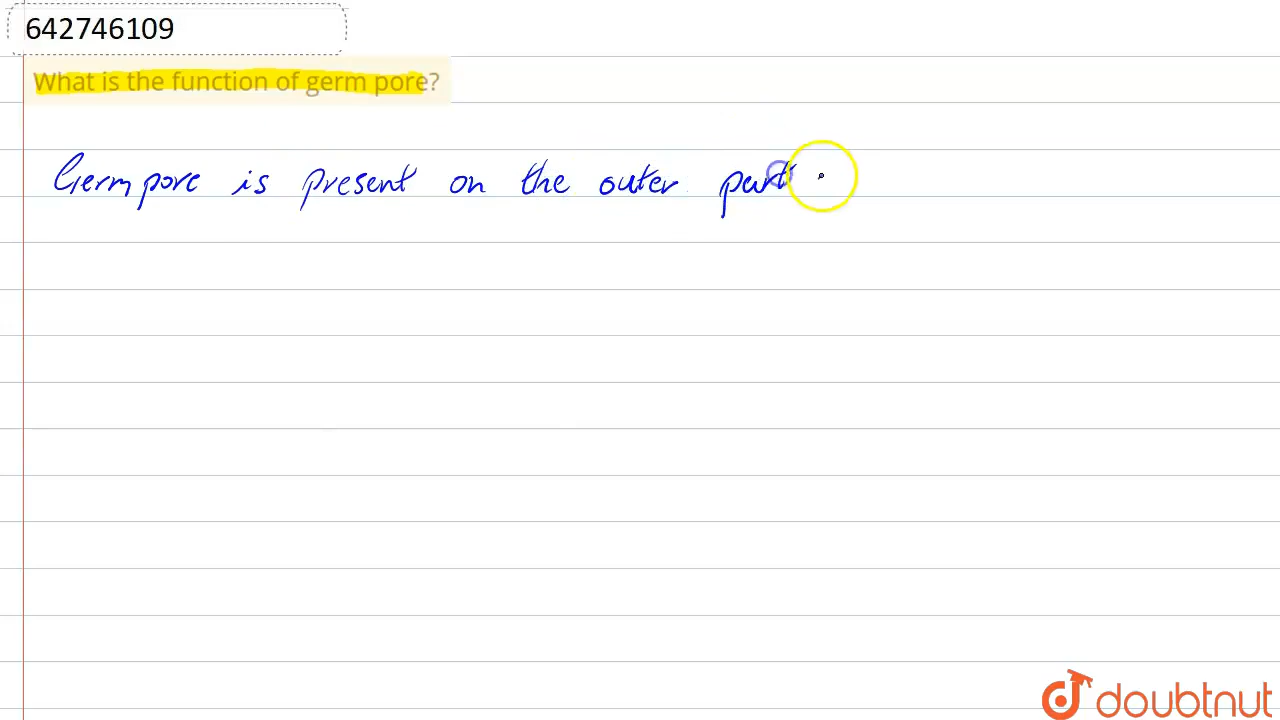 642746109
What is the function of germ pore?
Germ pore is present on the outer part
doubtnut